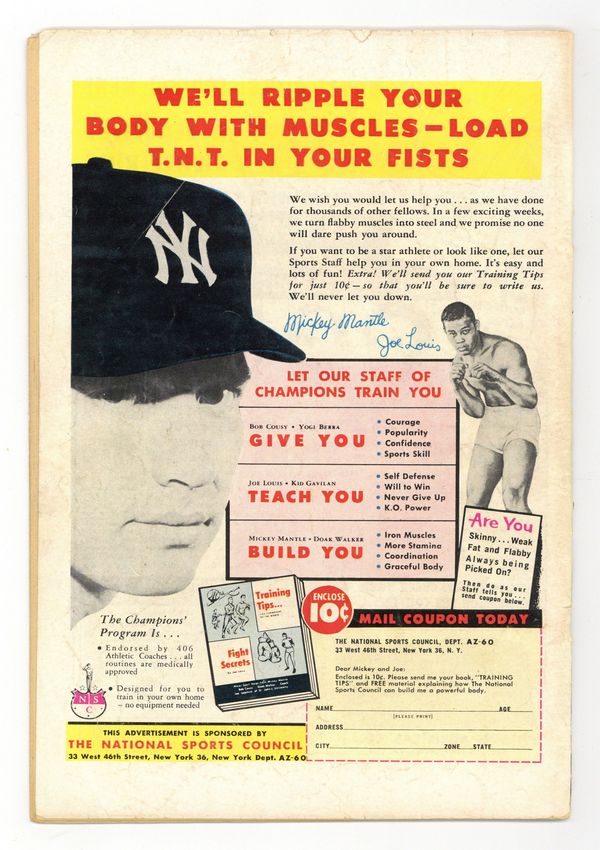 WE'LL RIPPLE YOUR
BODY WITH MUSCLES—LOAD
T.N.T. IN YOUR FISTS
We wish you would let us help you . . . as we have done
for thousands of other fellows. In a few exciting weeks,
we turn flabby muscles into steel and we promise no one
will dare push you around.
If you want to be a star athlete or look like one, let our
Sports Staff help you in your own home. It's easy and
lots of fun! Extra! We'll send you our Training Tips
for just 10¢ — so that you'll be sure to write us.
We'll never let you down.
NY
Mickey Mantle
Joe Louis
LET OUR STAFF OF
CHAMPIONS TRAIN YOU
BOB COUSY • YOGI BERRA
GIVE YOU
• Courage
• Popularity
• Confidence
• Sports Skill
JOE LOUIS • KID GAVILAN
TEACH YOU
• Self Defense
• Will to Win
• Never Give Up
• K.O. Power
MICKEY MANTLE • DOAK WALKER
BUILD YOU
• Iron Muscles
• More Stamina
• Coordination
• Graceful Body
Are You
Skinny...Weak
Fat and Flabby
Always being
Picked On?
Then do as our
Staff tells you...
send coupon below.
The Champions'
Program Is . . .
• Endorsed by 406
Athletic Coaches . . . all
routines are medically
approved
• Designed for you to
train in your own home
– no equipment needed
NSC
Training
Tips...
Fight
Secrets
ENCLOSE
10¢
MAIL COUPON TODAY
THE NATIONAL SPORTS COUNCIL, DEPT. AZ-60
33 West 46th Street, New York 36, N. Y.
Dear Mickey and Joe:
Enclosed is 10¢. Please send me your book, "TRAINING
TIPS" and FREE material explaining how The National
Sports Council can build me a powerful body.
NAME AGE
(PLEASE PRINT)
ADDRESS
CITY ZONE STATE
THIS ADVERTISEMENT IS SPONSORED BY
THE NATIONAL SPORTS COUNCIL
33 West 46th Street, New York 36, New York Dept. AZ-60